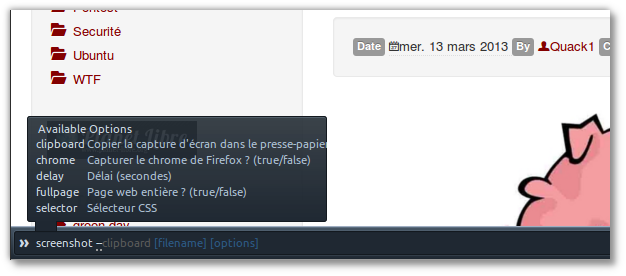 Securité
Ubuntu
WTF
Date mer. 13 mars 2013 By Quack1
Available Options
clipboard Copier la capture d'écran dans le presse-papier
chrome Capturer le chrome de Firefox ? (true/false)
delay Délai (secondes)
fullpage Page web entière ? (true/false)
selector Sélecteur CSS
green day
» screenshot --clipboard [filename] [options]